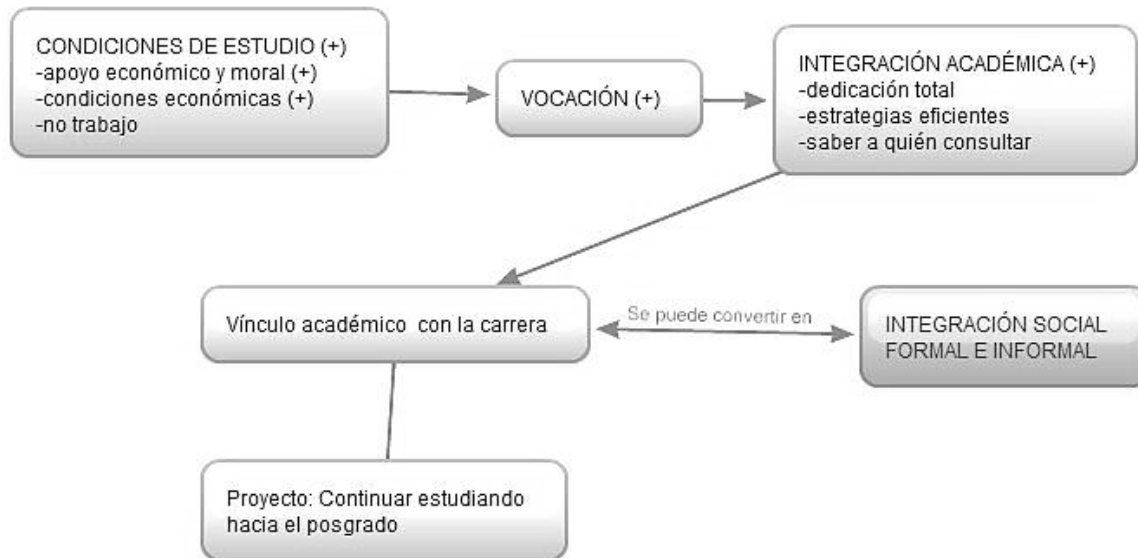 CONDICIONES DE ESTUDIO (+)
-apoyo económico y moral (+)
-condiciones económicas (+)
-no trabajo
VOCACIÓN (+)
INTEGRACIÓN ACADÉMICA (+)
-dedicación total
-estrategias eficientes
-saber a quién consultar
Vínculo académico con la carrera
Se puede convertir en
INTEGRACIÓN SOCIAL
FORMAL E INFORMAL
Proyecto: Continuar estudiando
hacia el posgrado